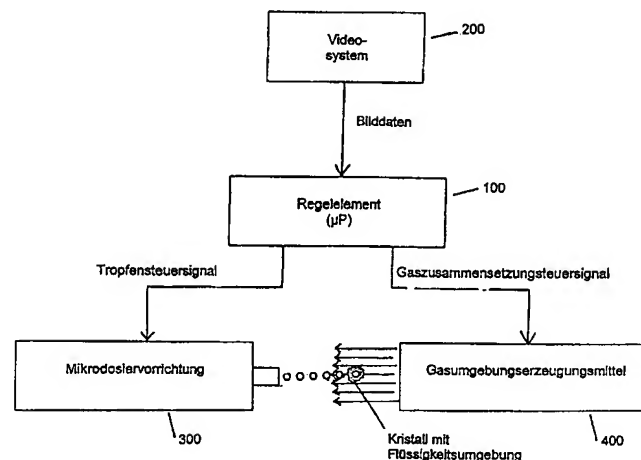 Video-
system
200
Bilddaten
100
Regelelement
(µP)
Tropfensteuersignal
Gaszusammensetzungsteuersignal
Mikrodosiervorrichtung
Gasumgebungserzeugungsmittel
300
Kristall mit
Flüssigkeitsumgebung
400